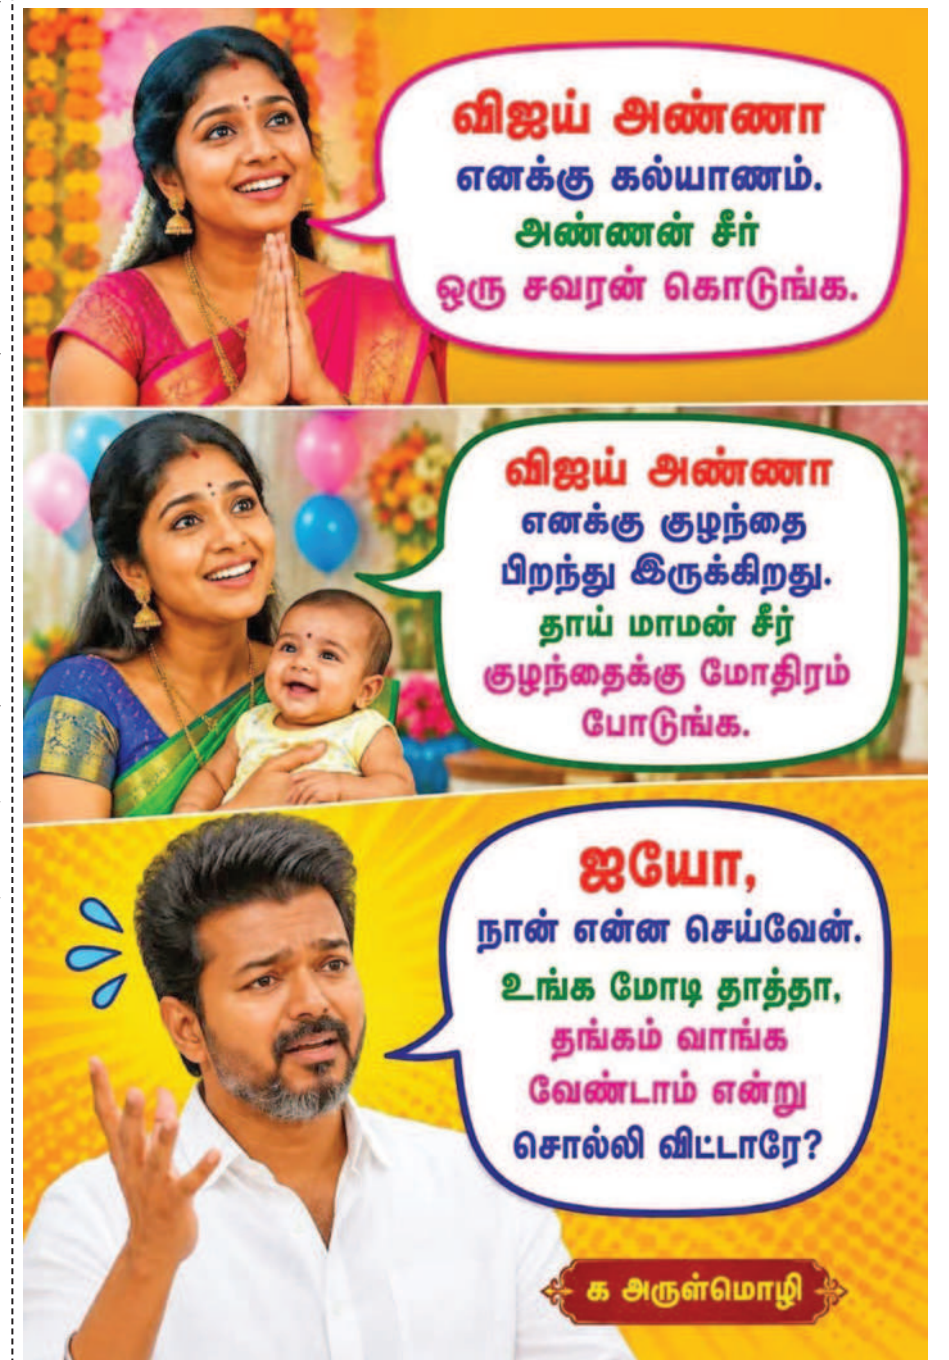 விஜய் அண்ணா
எனக்கு கல்யாணம்.
அண்ணன் சீர்
ஒரு சவரன் கொடுங்க.
விஜய் அண்ணா
எனக்கு குழந்தை
பிறந்து இருக்கிறது.
தாய் மாமன் சீர்
குழந்தைக்கு மோதிரம்
போடுங்க.
ஐயோ,
நான் என்ன செய்வேன்.
உங்க மோடி தாத்தா,
தங்கம் வாங்க
வேண்டாம் என்று
சொல்லி விட்டாரே?
க அருள்மொழி